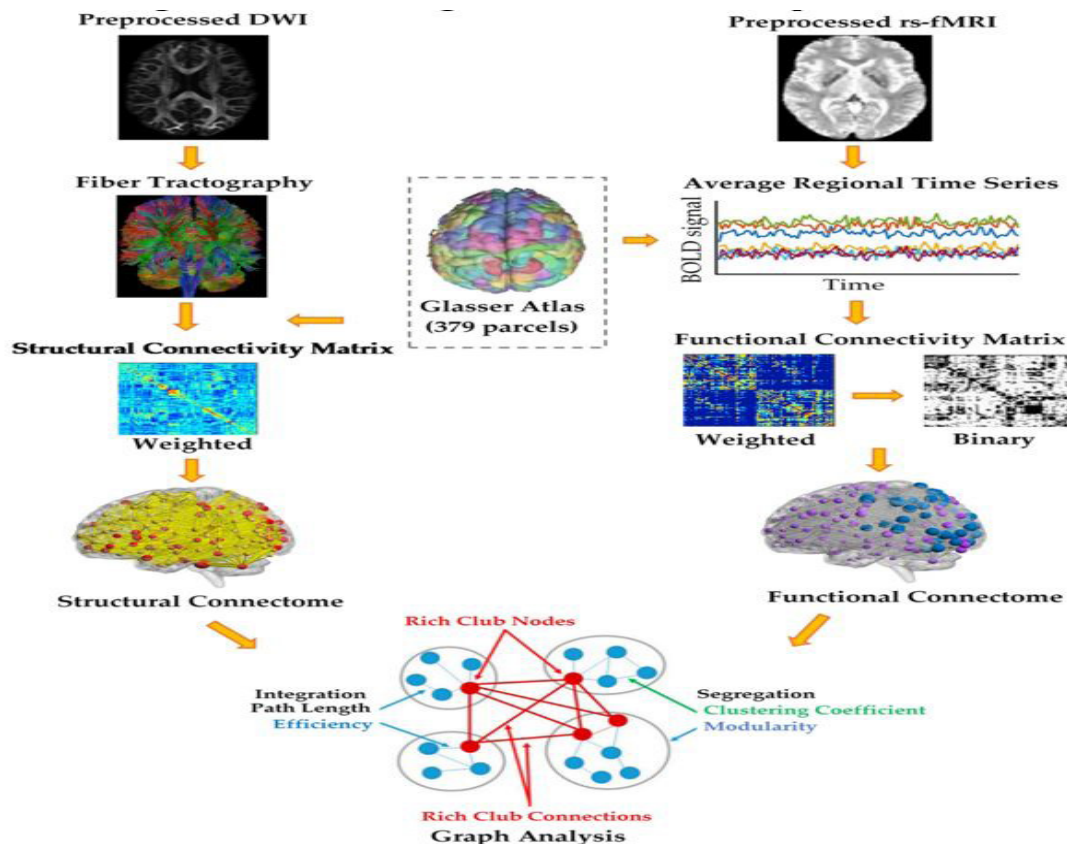 Preprocessed DWI
Preprocessed rs-fMRI
Fiber Tractography
Average Regional Time Series
BOLD signal
Time
Glasser Atlas
(379 parcels)
Structural Connectivity Matrix
Weighted
Functional Connectivity Matrix
Weighted
Binary
Structural Connectome
Functional Connectome
Rich Club Nodes
Integration
Path Length
Efficiency
Segregation
Clustering Coefficient
Modularity
Rich Club Connections
Graph Analysis